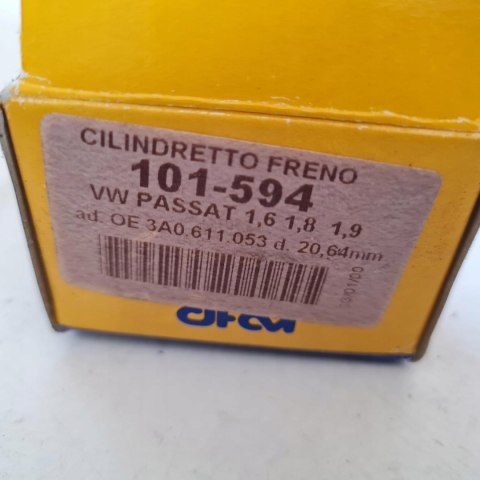 CILINDRETTO FRENO
101-594
VW PASSAT 1,6 1,8 1,9
ad. OE 3A0.611.053 d. 20,64mm
CIFAM